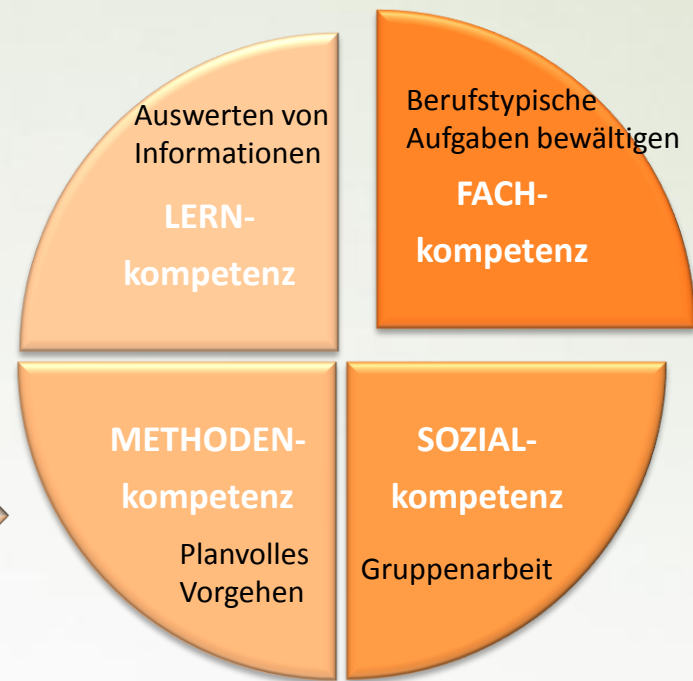 Auswerten von
Informationen
LERN-
kompetenz
Berufstypische
Aufgaben bewältigen
FACH-
kompetenz
METHODEN-
kompetenz
Planvolles
Vorgehen
SOZIAL-
kompetenz
Gruppenarbeit